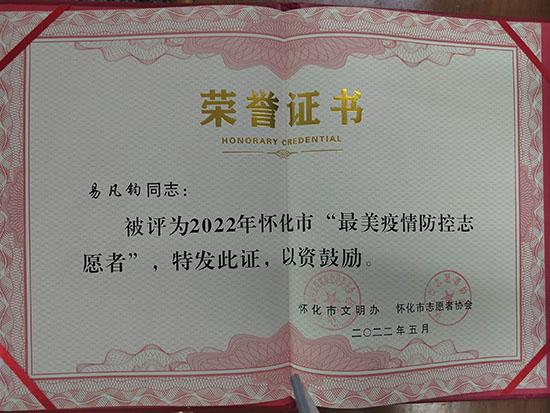 荣誉证书
HONORARY CREDENTIAL
易凡钧同志：
被评为2022年怀化市“最美疫情防控志
愿者”，特发此证，以资鼓励。
怀化市文明办 怀化市志愿者协会
二〇二二年五月